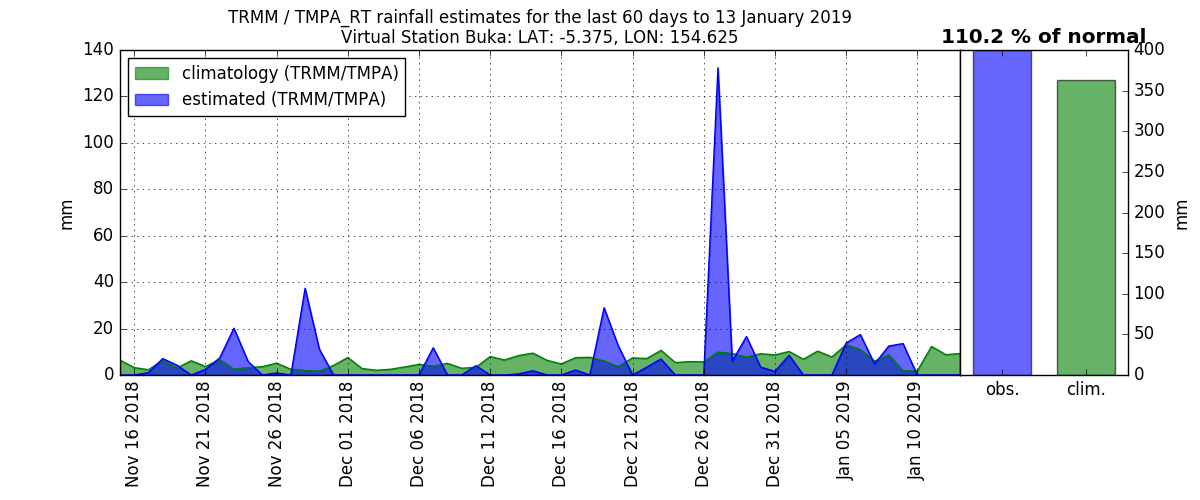 TRMM / TMPA_RT rainfall estimates for the last 60 days to 13 January 2019
Virtual Station Buka: LAT: -5.375, LON: 154.625
110.2 % of normal
climatology (TRMM/TMPA)
estimated (TRMM/TMPA)
140
120
100
80
60
40
20
0
mm
400
350
300
250
200
150
100
50
0
mm
Nov 16 2018
Nov 21 2018
Nov 26 2018
Dec 01 2018
Dec 06 2018
Dec 11 2018
Dec 16 2018
Dec 21 2018
Dec 26 2018
Dec 31 2018
Jan 05 2019
Jan 10 2019
obs.
clim.